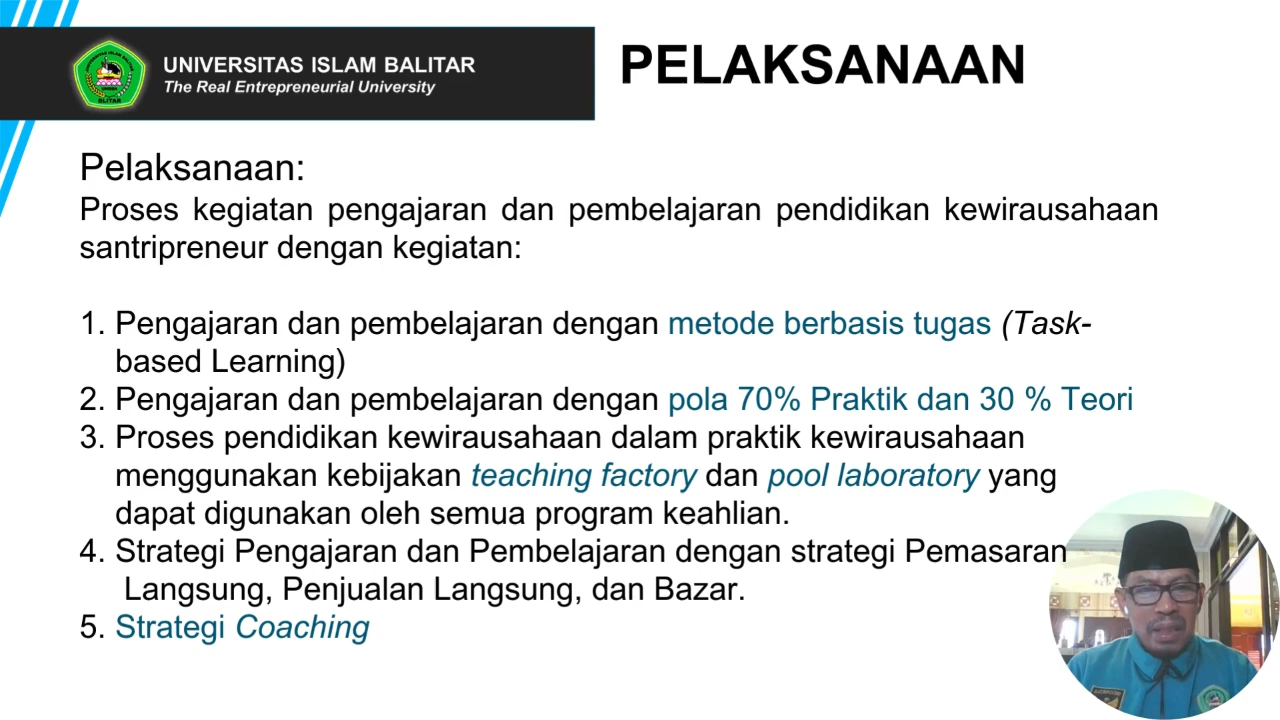 UNIVERSITAS ISLAM BALITAR
The Real Entrepreneurial University
PELAKSANAAN
Pelaksanaan:
Proses kegiatan pengajaran dan pembelajaran pendidikan kewirausahaan
santripreneur dengan kegiatan:
1. Pengajaran dan pembelajaran dengan metode berbasis tugas (Task-
based Learning)
2. Pengajaran dan pembelajaran dengan pola 70% Praktik dan 30 % Teori
3. Proses pendidikan kewirausahaan dalam praktik kewirausahaan
menggunakan kebijakan teaching factory dan pool laboratory yang
dapat digunakan oleh semua program keahlian.
4. Strategi Pengajaran dan Pembelajaran dengan strategi Pemasaran
Langsung, Penjualan Langsung, dan Bazar.
5. Strategi Coaching